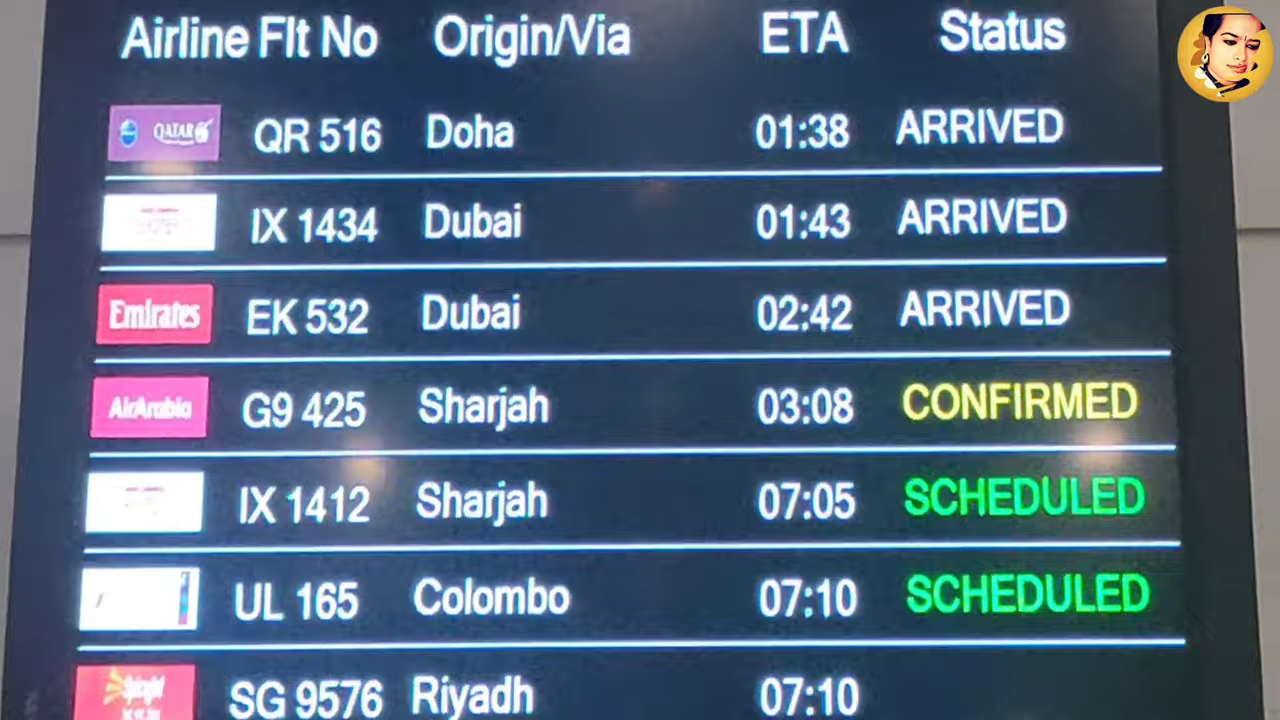 Airline Flt No Origin/Via ETA Status
QATAR QR 516 Doha 01:38 ARRIVED
IX 1434 Dubai 01:43 ARRIVED
Emirates EK 532 Dubai 02:42 ARRIVED
AirArabia G9 425 Sharjah 03:08 CONFIRMED
IX 1412 Sharjah 07:05 SCHEDULED
UL 165 Colombo 07:10 SCHEDULED
SG 9576 Riyadh 07:10